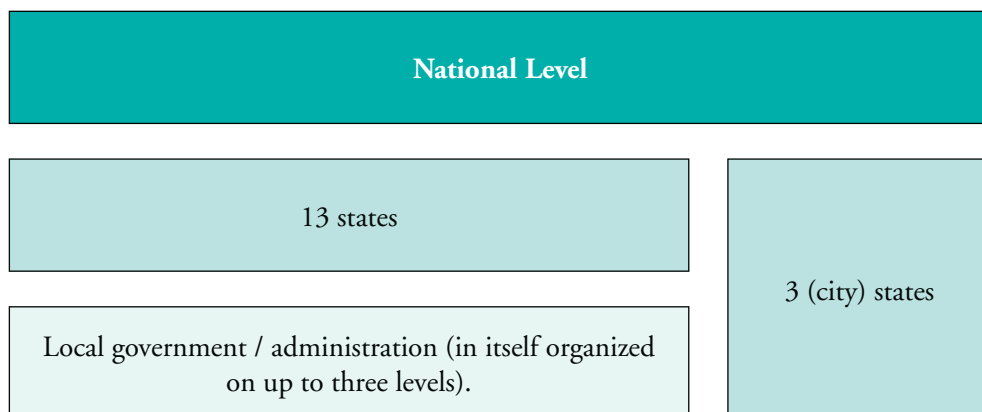 National Level
13 states
3 (city) states
Local government / administration (in itself organized
on up to three levels).